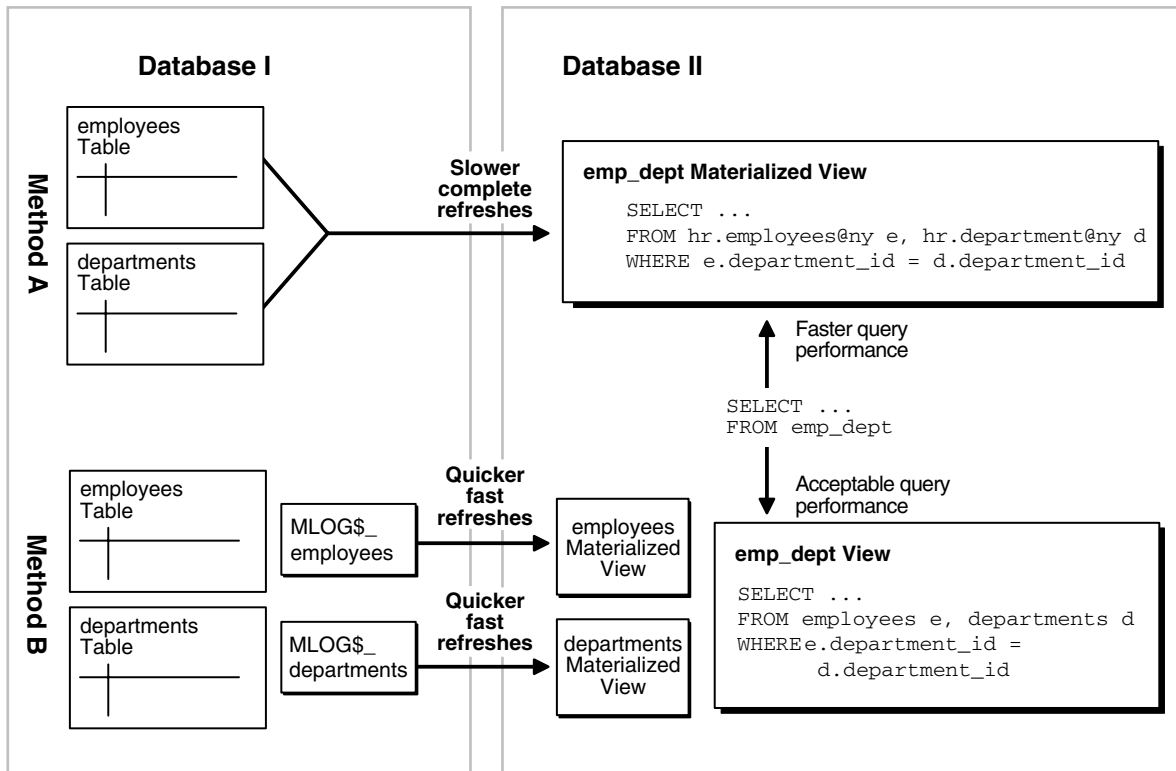 Database I
Database II
Method A
employees
Table
departments
Table
Slower
complete
refreshes
emp_dept Materialized View
SELECT ...
FROM hr.employees@ny e, hr.department@ny d
WHERE e.department_id = d.department_id
Faster query
performance
SELECT ...
FROM emp_dept
Acceptable query
performance
Method B
employees
Table
MLOG$_
employees
Quicker
fast
refreshes
employees
Materialized
View
departments
Table
MLOG$_
departments
Quicker
fast
refreshes
departments
Materialized
View
emp_dept View
SELECT ...
FROM employees e, departments d
WHERE e.department_id =
d.department_id